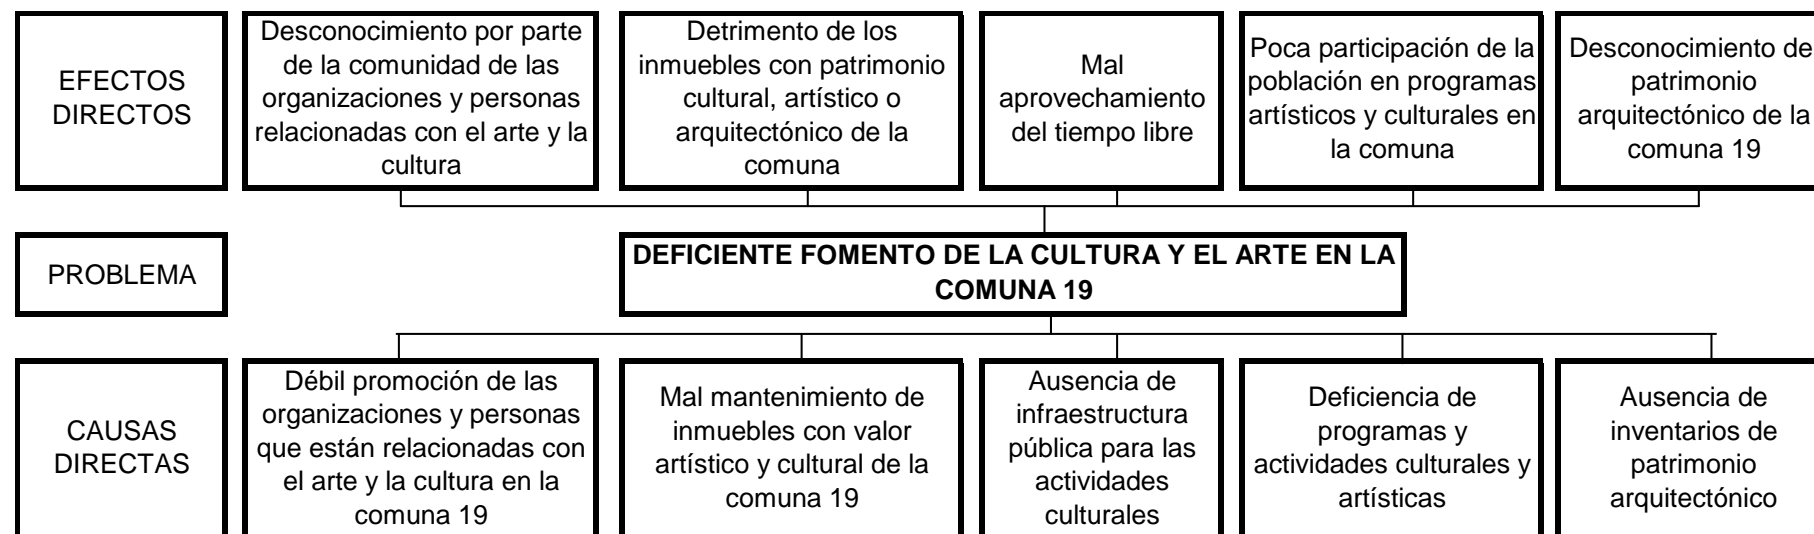 EFECTOS
DIRECTOS
Desconocimiento por parte
de la comunidad de las
organizaciones y personas
relacionadas con el arte y la
cultura
Detrimento de los
inmuebles con patrimonio
cultural, artístico o
arquitectónico de la
comuna
Mal
aprovechamiento
del tiempo libre
Poca participación de la
población en programas
artísticos y culturales en
la comuna
Desconocimiento de
patrimonio
arquitectónico de la
comuna 19
PROBLEMA
DEFICIENTE FOMENTO DE LA CULTURA Y EL ARTE EN LA
COMUNA 19
CAUSAS
DIRECTAS
Débil promoción de las
organizaciones y personas
que están relacionadas con
el arte y la cultura en la
comuna 19
Mal mantenimiento de
inmuebles con valor
artístico y cultural de la
comuna 19
Ausencia de
infraestructura
pública para las
actividades
culturales
Deficiencia de
programas y
actividades culturales y
artísticas
Ausencia de
inventarios de
patrimonio
arquitectónico